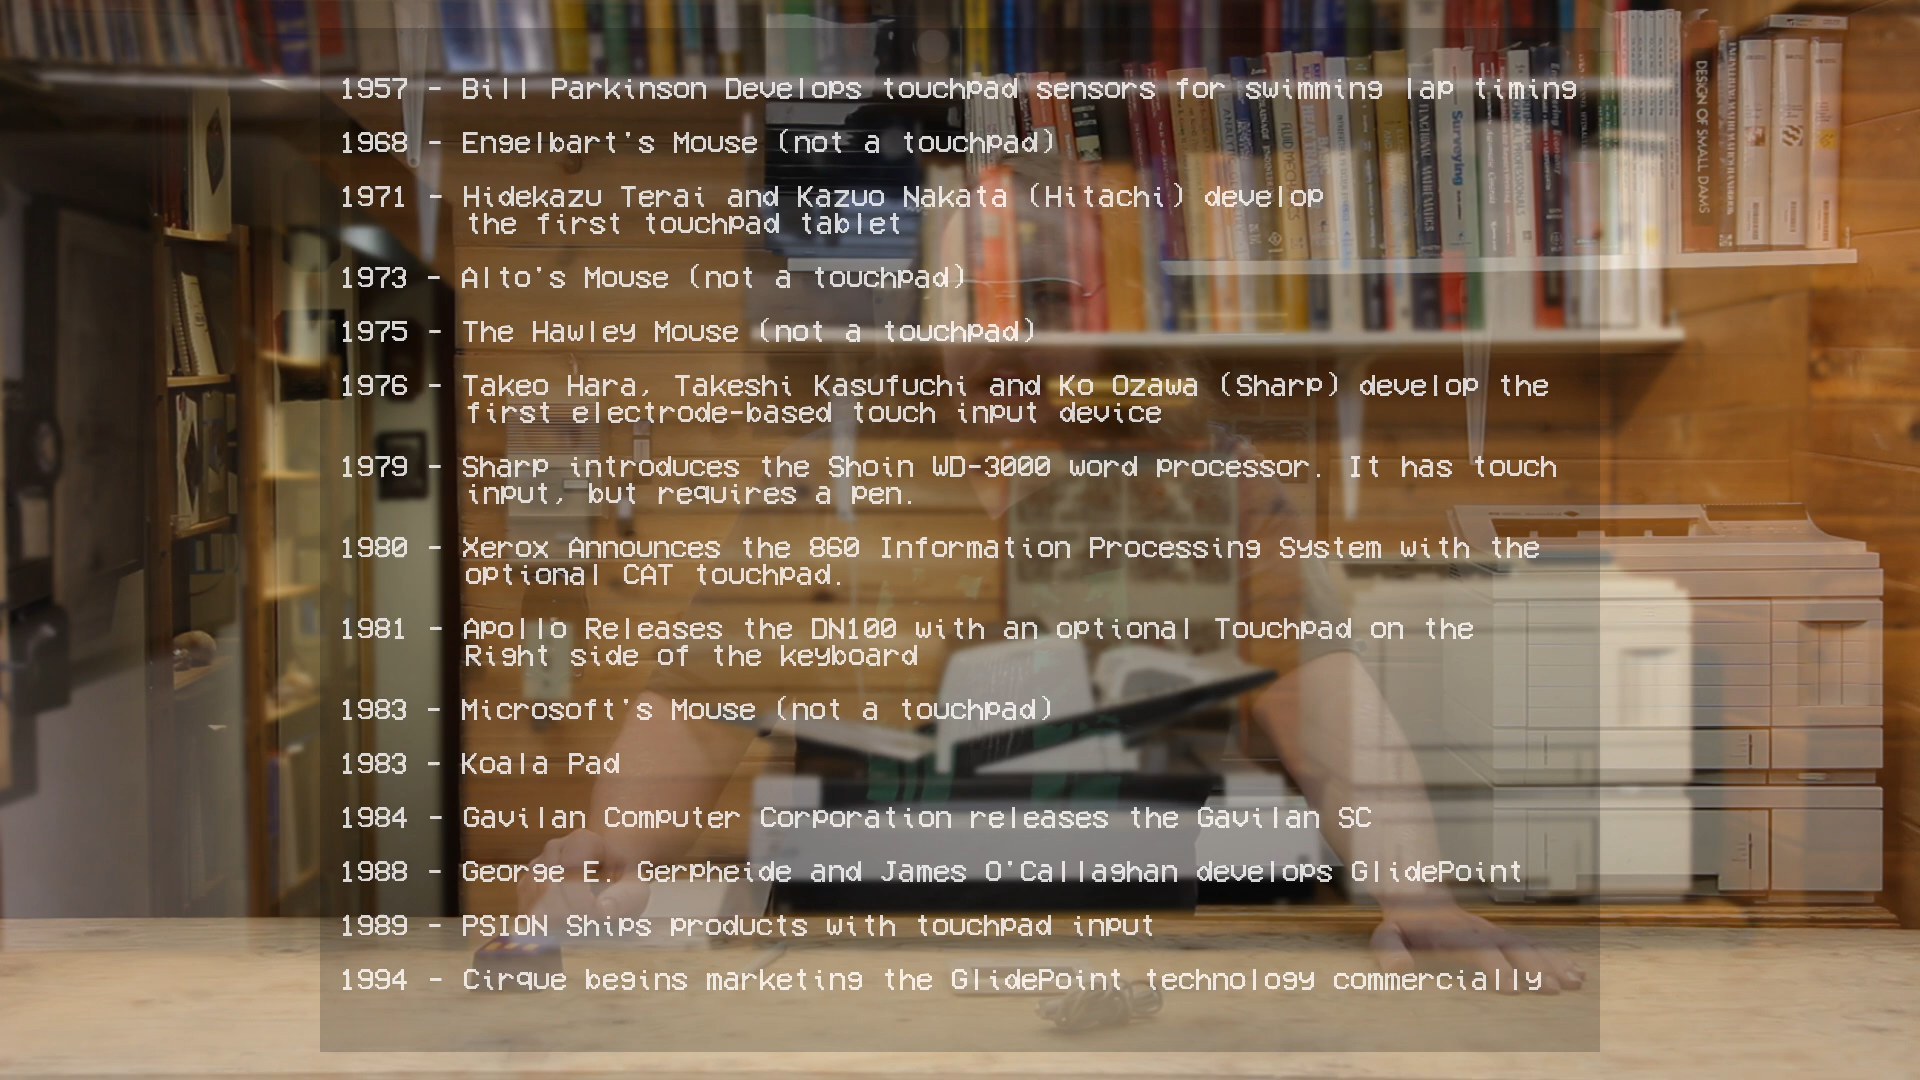 1957 - Bill Parkinson Develops touchpad sensors for swimming lap timing
1968 - Engelbart's Mouse (not a touchpad)
1971 - Hidekazu Terai and Kazuo Nakata (Hitachi) develop
the first touchpad tablet
1973 - Alto's Mouse (not a touchpad)
1975 - The Hawley Mouse (not a touchpad)
1976 - Takeo Hara, Takeshi Kasufuchi and Ko Ozawa (Sharp) develop the
first electrode-based touch input device
1979 - Sharp introduces the Shoin WD-3000 word processor. It has touch
input, but requires a pen.
1980 - Xerox Announces the 860 Information Processing System with the
optional CAT touchpad.
1981 - Apollo Releases the DN100 with an optional Touchpad on the
Right side of the keyboard
1983 - Microsoft's Mouse (not a touchpad)
1983 - Koala Pad
1984 - Gavilan Computer Corporation releases the Gavilan SC
1988 - George E. Gerpheide and James O'Callaghan develops GlidePoint
1989 - PSION Ships products with touchpad input
1994 - Cirque begins marketing the GlidePoint technology commercially
DESIGN OF SMALL DAMS
Surveying